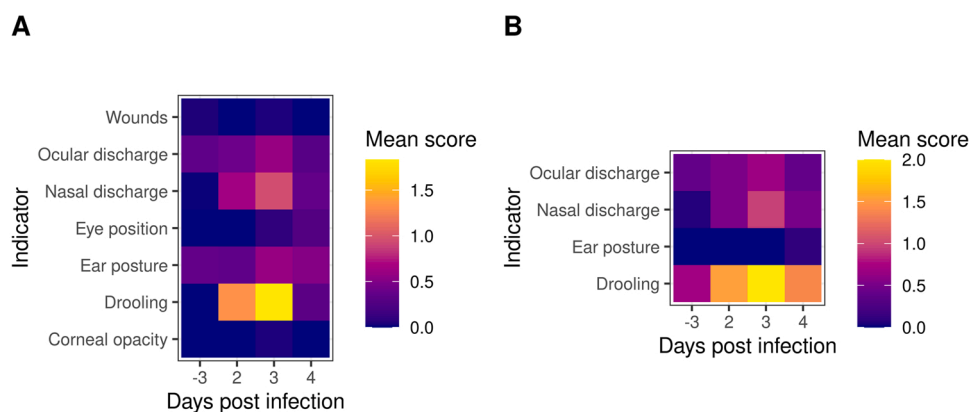 A
Indicator
Wounds
Ocular discharge
Nasal discharge
Eye position
Ear posture
Drooling
Corneal opacity
-3 2 3 4
Days post infection
Mean score
1.5
1.0
0.5
0.0
B
Indicator
Ocular discharge
Nasal discharge
Ear posture
Drooling
-3 2 3 4
Days post infection
Mean score
2.0
1.5
1.0
0.5
0.0